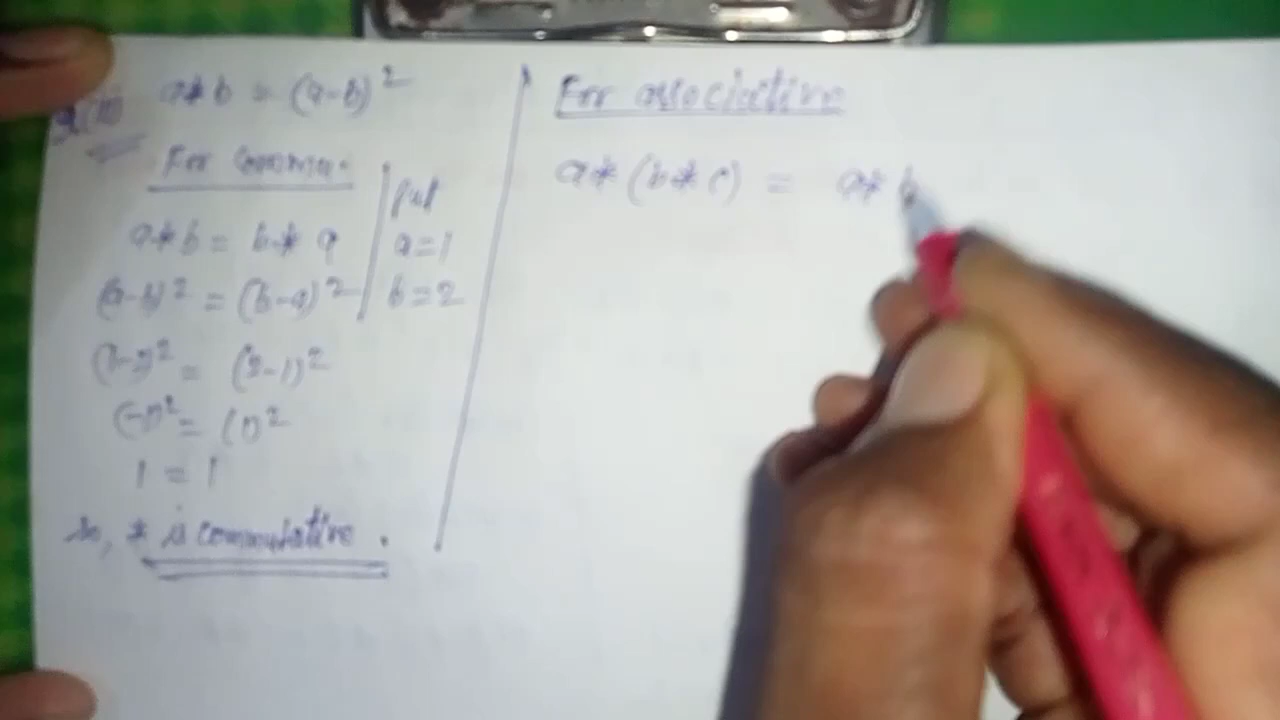 a*b = (a-b)²
For Comma.
a*b = b*a
(a-b)² = (b-a)²
(1-2)² = (2-1)²
(-1)² = (1)²
1 = 1
So, * is commutative.
put
a=1
b=2
For associative
a*(b*c) = a*b